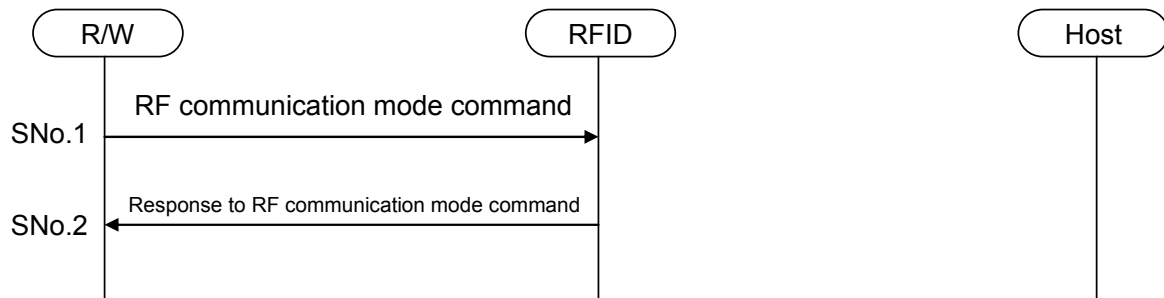 R/W
RFID
Host
RF communication mode command
SNo.1
Response to RF communication mode command
SNo.2